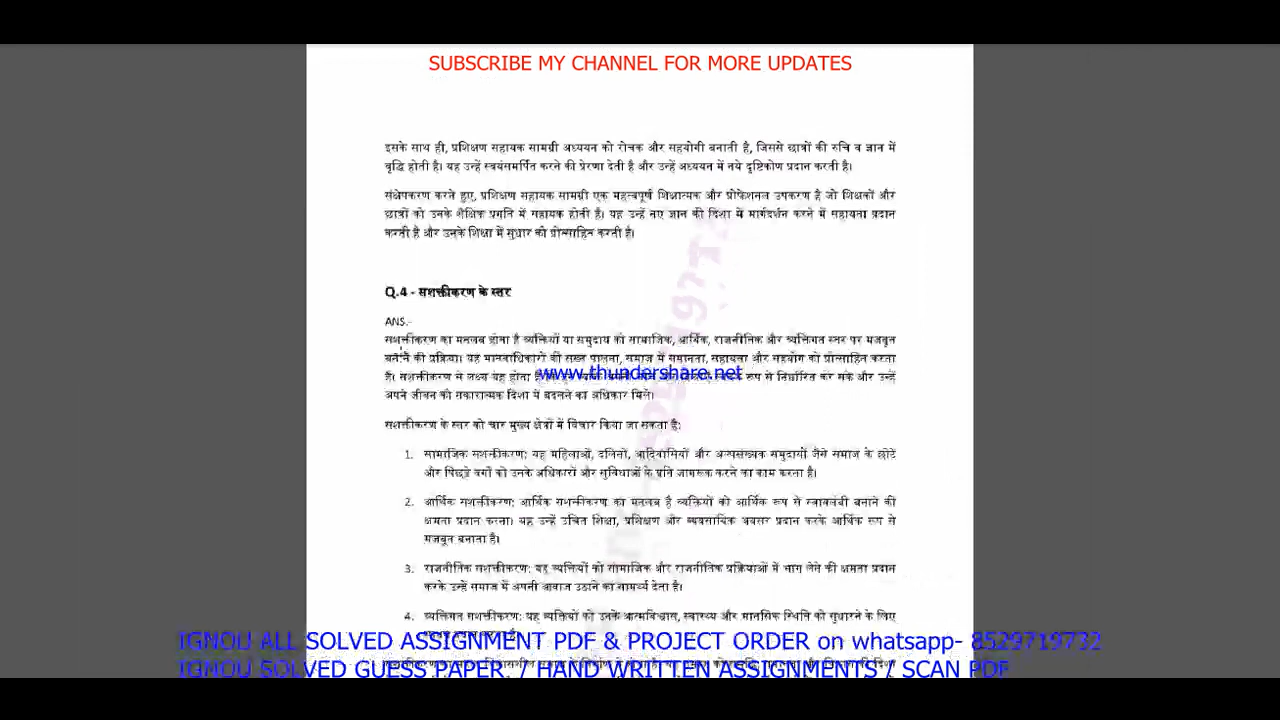 SUBSCRIBE MY CHANNEL FOR MORE UPDATES
इसके साथ ही, प्रशिक्षण सहायक सामग्री अध्ययन को रोचक और सहयोगी बनाती है, जिससे छात्रों की रुचि व ज्ञान में
वृद्धि होती है। यह उन्हें स्वयंसमर्पित करने की प्रेरणा देती है और उन्हें अध्ययन में नये दृष्टिकोण प्रदान करती है।
संक्षेपकरण करते हुए, प्रशिक्षण सहायक सामग्री एक महत्वपूर्ण शिक्षात्मक और प्रोफेशनल उपकरण है जो शिक्षकों और
छात्रों को उनके शैक्षिक प्रगति में सहायक होती है। यह उन्हें नए ज्ञान की दिशा में मार्गदर्शन करने में सहायता प्रदान
करती है और उनके शिक्षा में सुधार को प्रोत्साहित करती है।
Q.4 - सशक्तीकरण के स्तर
ANS.-
सशक्तीकरण का मतलब होता है व्यक्तियों या समुदाय को सामाजिक, आर्थिक, राजनीतिक और व्यक्तिगत स्तर पर मजबूत
बनाने की प्रक्रिया। यह मानवाधिकारों की सख्त पालना, समाज में समानता, सहायता और सहयोग को प्रोत्साहित करता
है। सशक्तीकरण से लक्ष्य यह होता है रूप से निर्धारित कर सकें और उन्हें
www.thundershare.net
अपने जीवन को सकारात्मक दिशा में बदलने का अधिकार मिले।
सशक्तीकरण के स्तर को चार मुख्य क्षेत्रों में विचार किया जा सकता है:
1. सामाजिक सशक्तीकरण: यह महिलाओं, दलितों, आदिवासियों और अल्पसंख्यक समुदायों जैसे समाज के छोटे
और पिछड़े वर्गों को उनके अधिकारों और सुविधाओं के प्रति जागरूक करने का काम करता है।
2. आर्थिक सशक्तीकरण: आर्थिक सशक्तीकरण का मतलब है व्यक्तियों को आर्थिक रूप से स्वावलंबी बनाने की
क्षमता प्रदान करना। यह उन्हें उचित शिक्षा, प्रशिक्षण और व्यवसायिक अवसर प्रदान करके आर्थिक रूप से
मजबूत बनाता है।
3. राजनीतिक सशक्तीकरण: यह व्यक्तियों को सामाजिक और राजनीतिक प्रक्रियाओं में भाग लेने की क्षमता प्रदान
करके उन्हें समाज में अपनी आवाज उठाने का सामर्थ्य देता है।
4. व्यक्तिगत सशक्तीकरण: यह व्यक्तियों को उनके आत्मविश्वास, स्वास्थ्य और मानसिक स्थिति को सुधारने के लिए
IGNOU ALL SOLVED ASSIGNMENT PDF & PROJECT ORDER on whatsapp- 8529719732
IGNOU SOLVED GUESS PAPER. / HAND WRITTEN ASSIGNMENTS / SCAN PDF